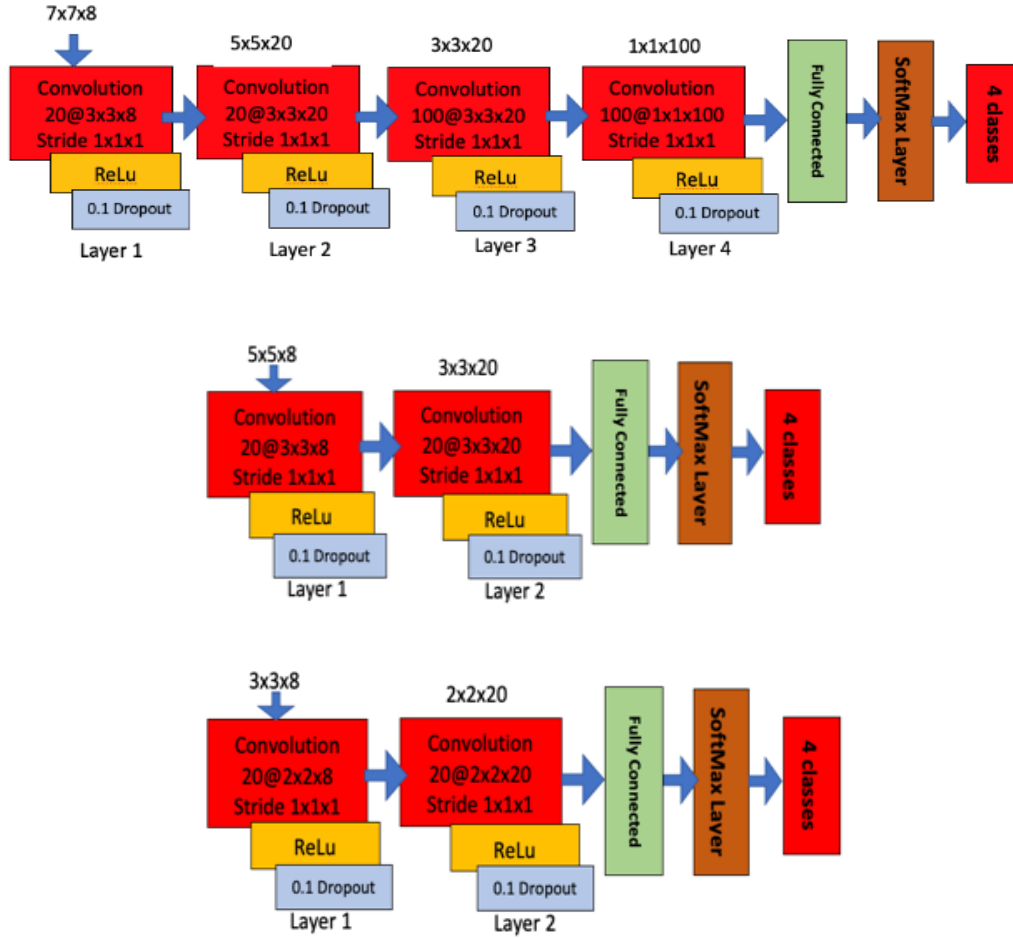 7x7x8
5x5x20
3x3x20
1x1x100
Convolution
20@3x3x8
Stride 1x1x1
ReLu
0.1 Dropout
Layer 1
Convolution
20@3x3x20
Stride 1x1x1
ReLu
0.1 Dropout
Layer 2
Convolution
100@3x3x20
Stride 1x1x1
ReLu
0.1 Dropout
Layer 3
Convolution
100@1x1x100
Stride 1x1x1
ReLu
0.1 Dropout
Layer 4
Fully Connected
SoftMax Layer
4 classes
5x5x8
3x3x20
Convolution
20@3x3x8
Stride 1x1x1
ReLu
0.1 Dropout
Layer 1
Convolution
20@3x3x20
Stride 1x1x1
ReLu
0.1 Dropout
Layer 2
Fully Connected
SoftMax Layer
4 classes
3x3x8
2x2x20
Convolution
20@2x2x8
Stride 1x1x1
ReLu
0.1 Dropout
Layer 1
Convolution
20@2x2x20
Stride 1x1x1
ReLu
0.1 Dropout
Layer 2
Fully Connected
SoftMax Layer
4 classes